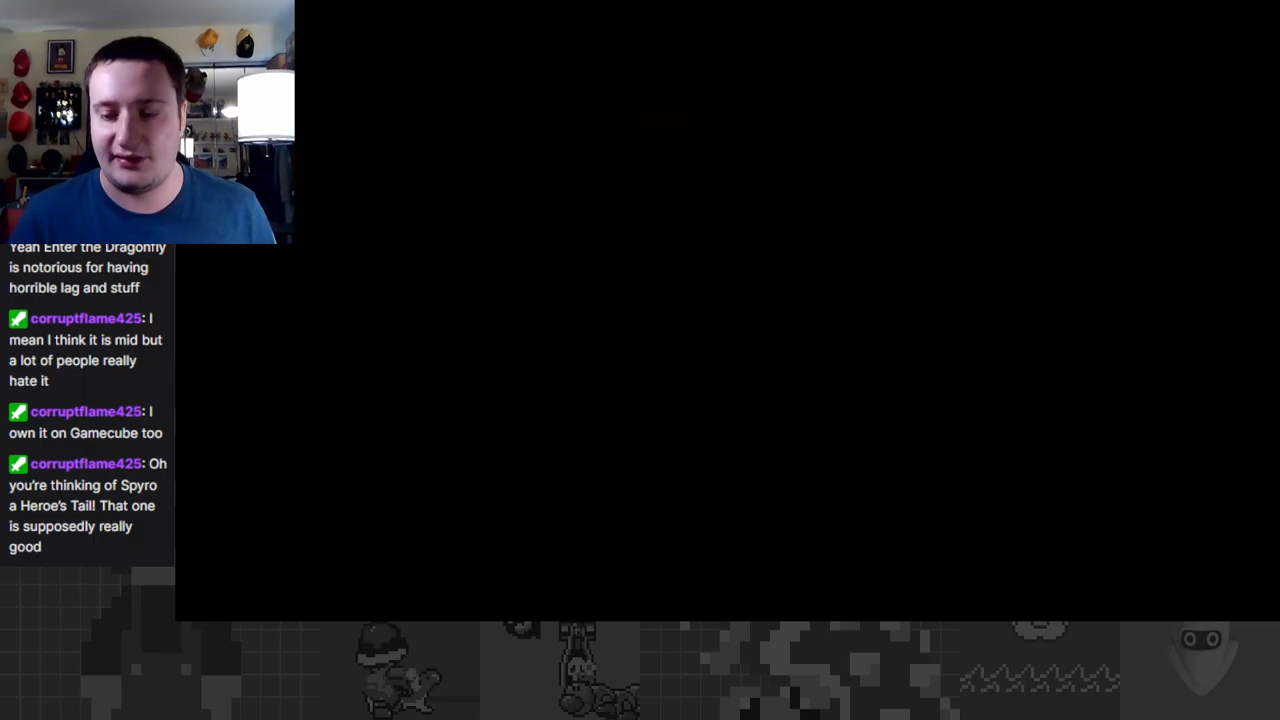 Yeah Enter the Dragonfly
is notorious for having
horrible lag and stuff
corruptflame425: I
mean I think it is mid but
a lot of people really
hate it
corruptflame425: I
own it on Gamecube too
corruptflame425: Oh
you're thinking of Spyro
a Heroe's Tail! That one
is supposedly really
good